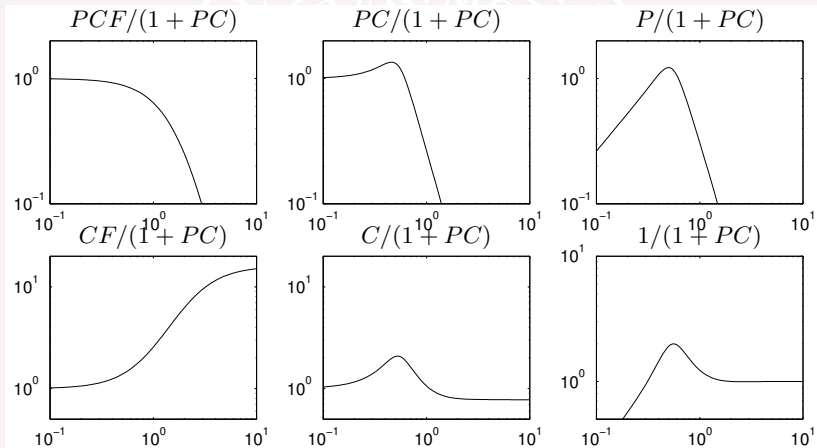 PCF/(1 + PC) PC/(1 + PC) P/(1 + PC)
10^0 10^0 10^0
10^-1 10^-1 10^-1
10^-1 10^0 10^1 10^-1 10^0 10^1 10^-1 10^0 10^1
CF/(1 + PC) C/(1 + PC) 1/(1 + PC)
10^1
10^1 10^1
10^0 10^0 10^0
10^-1 10^0 10^1 10^-1 10^0 10^1 10^-1 10^0 10^1